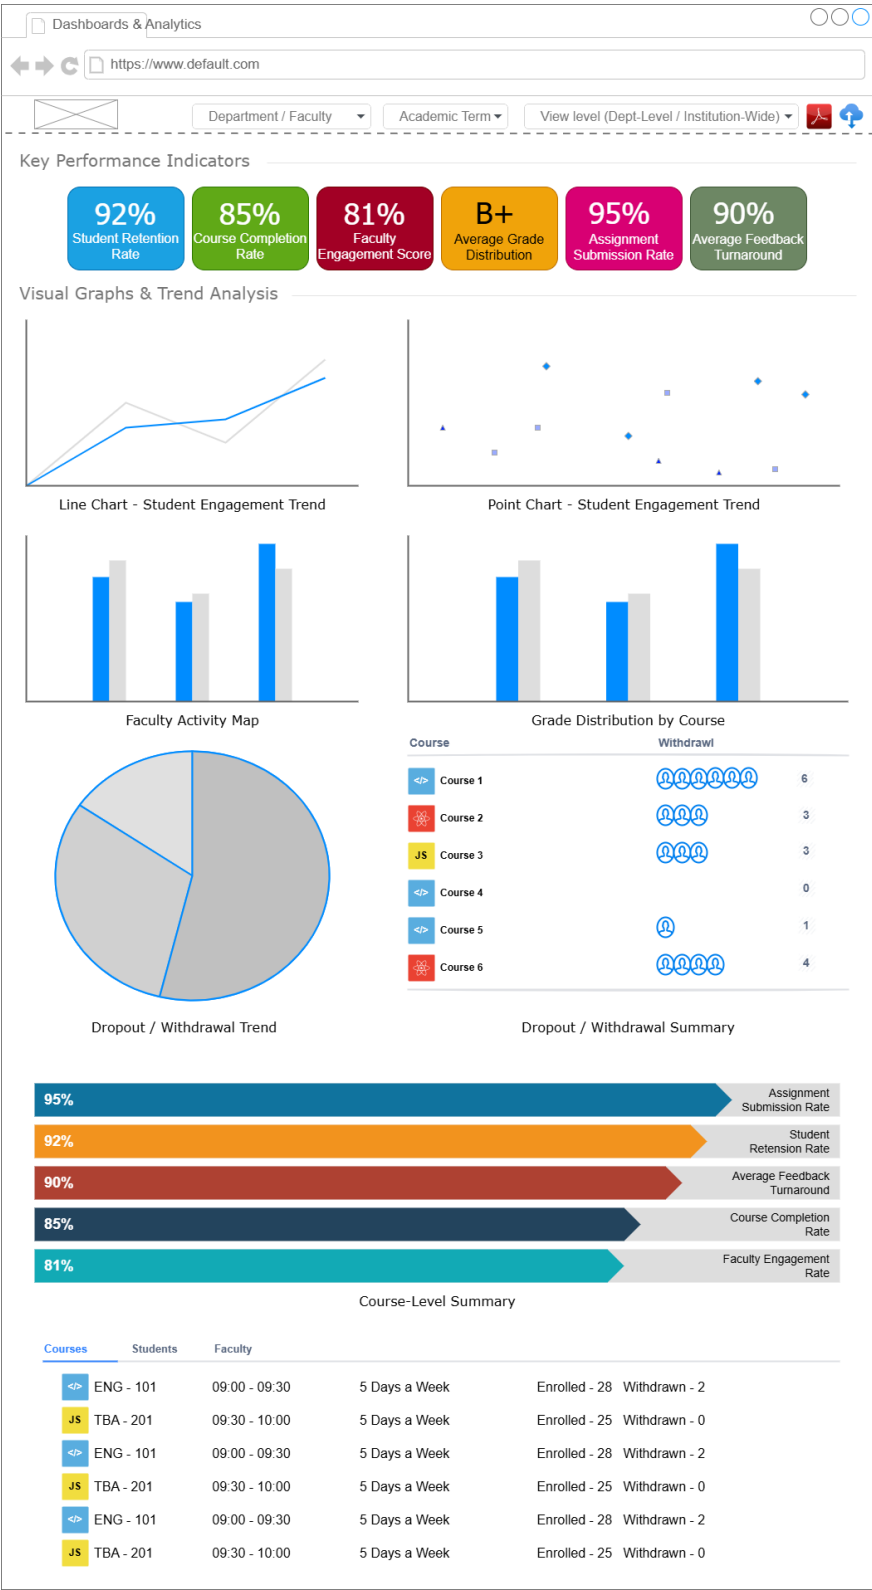 Dashboards & Analytics
https://www.default.com
Department / Faculty
Academic Term
View level (Dept-Level / Institution-Wide)
Key Performance Indicators
92%
Student Retention
Rate
85%
Course Completion
Rate
81%
Faculty
Engagement Score
B+
Average Grade
Distribution
95%
Assignment
Submission Rate
90%
Average Feedback
Turnaround
Visual Graphs & Trend Analysis
Line Chart - Student Engagement Trend
Point Chart - Student Engagement Trend
Faculty Activity Map
Grade Distribution by Course
Course Withdrawl
</> Course 1 6
Course 2 3
JS Course 3 3
</> Course 4 0
</> Course 5 1
Course 6 4
Dropout / Withdrawal Trend
Dropout / Withdrawal Summary
95%
Assignment
Submission Rate
92%
Student
Retension Rate
90%
Average Feedback
Turnaround
85%
Course Completion
Rate
81%
Faculty Engagement
Rate
Course-Level Summary
Courses Students Faculty
</> ENG - 101 09:00 - 09:30 5 Days a Week Enrolled - 28 Withdrawn - 2
JS TBA - 201 09:30 - 10:00 5 Days a Week Enrolled - 25 Withdrawn - 0
</> ENG - 101 09:00 - 09:30 5 Days a Week Enrolled - 28 Withdrawn - 2
JS TBA - 201 09:30 - 10:00 5 Days a Week Enrolled - 25 Withdrawn - 0
</> ENG - 101 09:00 - 09:30 5 Days a Week Enrolled - 28 Withdrawn - 2
JS TBA - 201 09:30 - 10:00 5 Days a Week Enrolled - 25 Withdrawn - 0